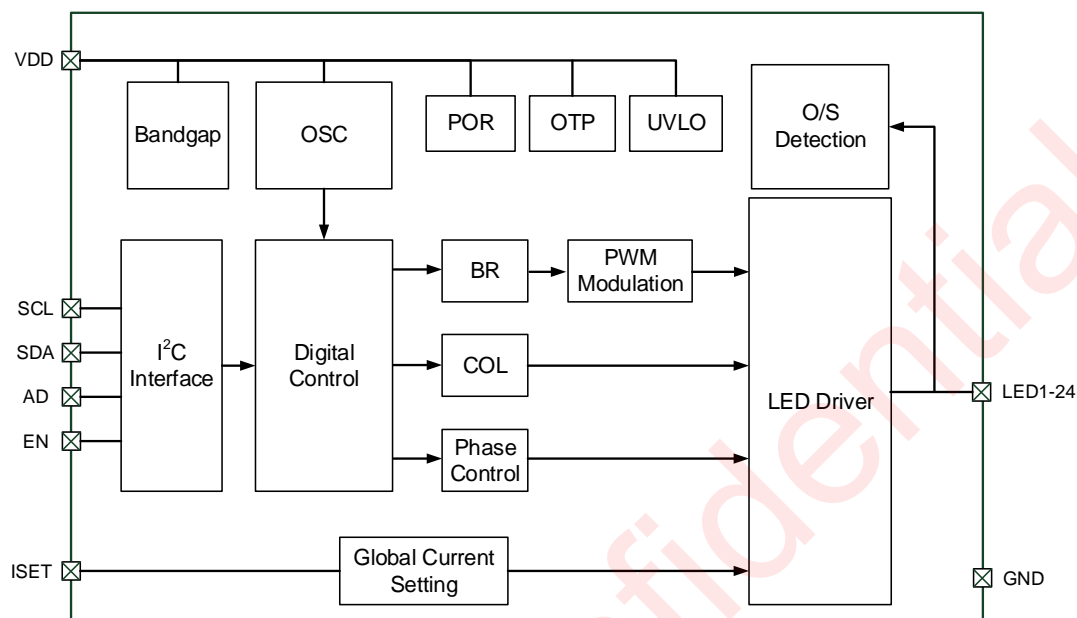 VDD
Bandgap
OSC
POR
OTP
UVLO
O/S
Detection
SCL
SDA
AD
EN
I²C
Interface
Digital
Control
BR
PWM
Modulation
COL
Phase
Control
LED Driver
LED1-24
ISET
Global Current
Setting
GND